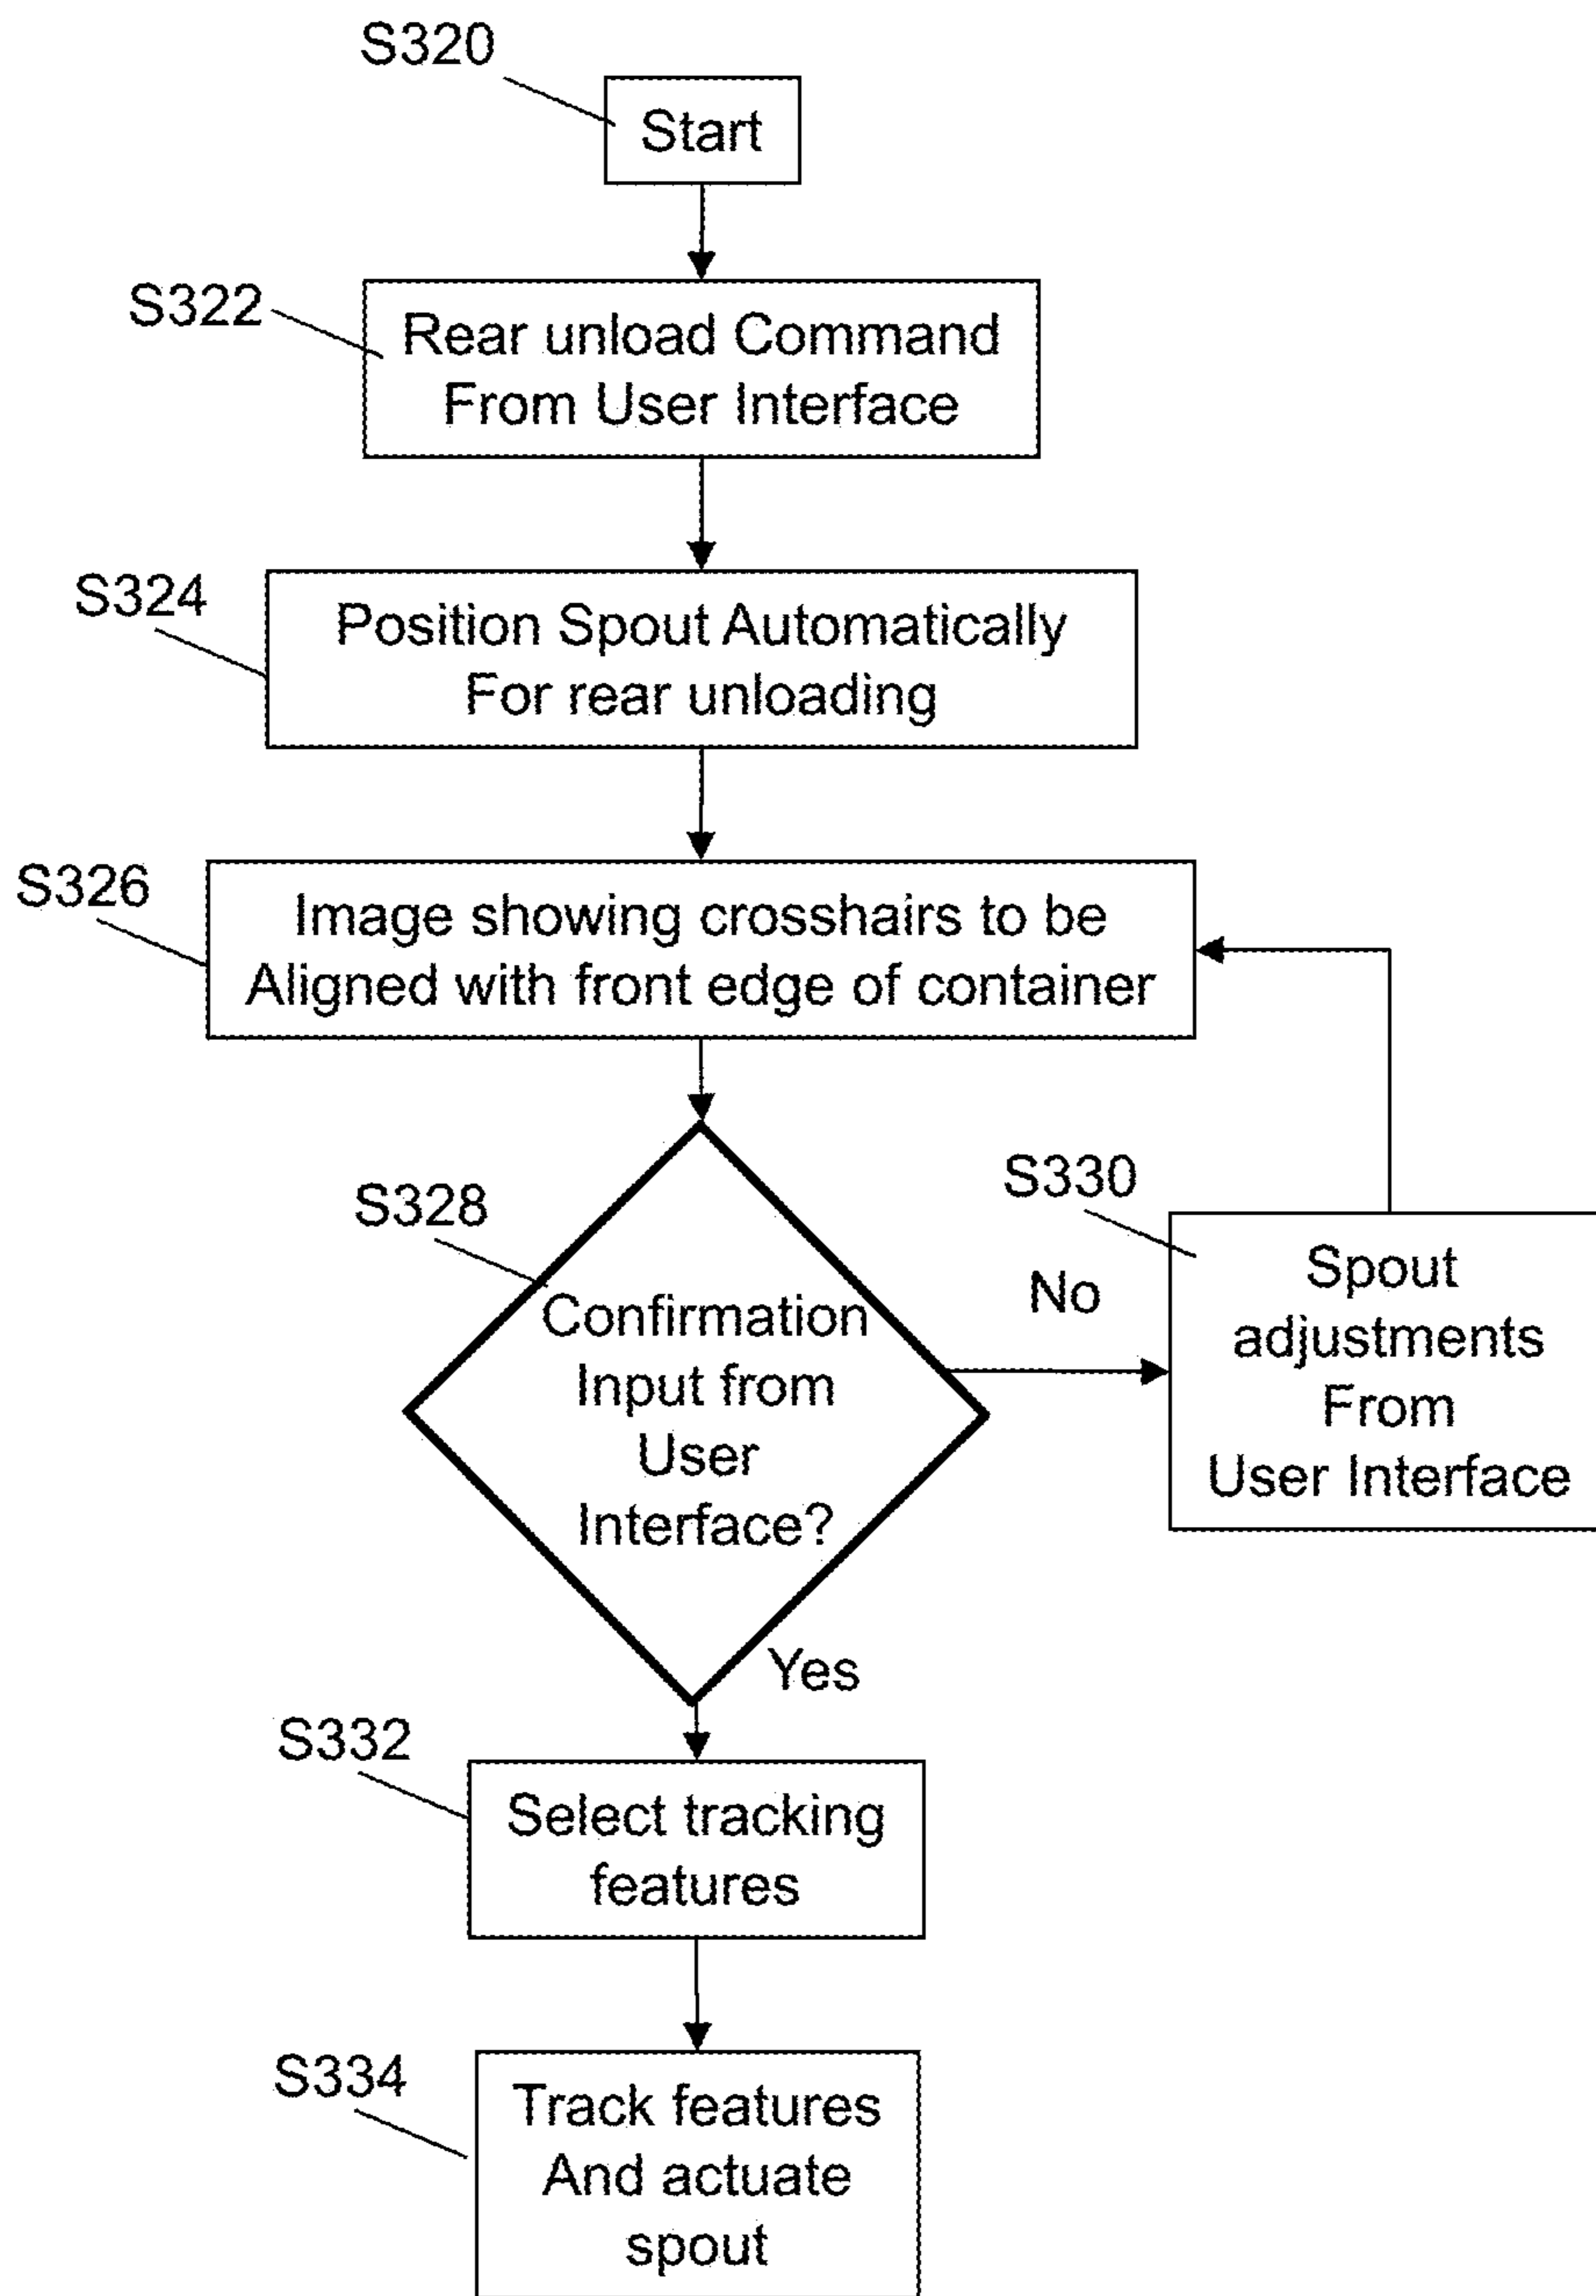 S320
Start
S322
Rear unload Command
From User Interface
S324
Position Spout Automatically
For rear unloading
S326
Image showing crosshairs to be
Aligned with front edge of container
S328
Confirmation
Input from
User
Interface?
No
S330
Spout
adjustments
From
User Interface
Yes
S332
Select tracking
features
S334
Track features
And actuate
spout